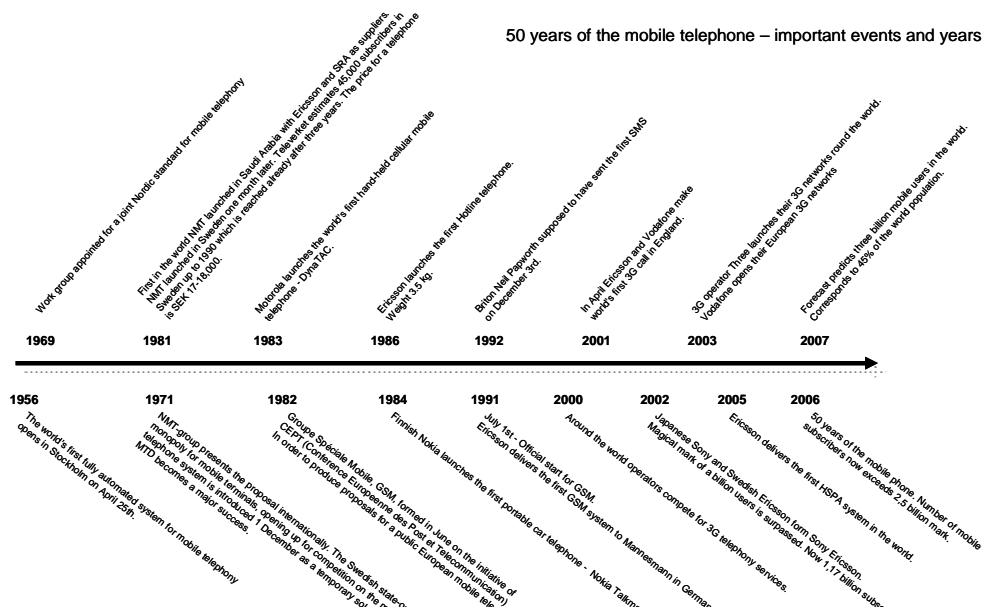 50 years of the mobile telephone – important events and years
Work group appointed for a joint Nordic standard for mobile telephony
First in the world NMT launched in Saudi Arabia with Ericsson and SRA as suppliers.
NMT launched in Sweden one month later. Televerket estimates 45,000 subscribers in
Sweden up to 1990 which is reached already after three years. The price for a telephone
is SEK 17-18,000.
Motorola launches the world's first hand-held cellular mobile
telephone - DynaTAC.
Ericsson launches the first Hotline telephone.
Weight 3.5 kg.
Briton Neil Papworth supposed to have sent the first SMS
on December 3rd.
In April Ericsson and Vodafone make
world's first 3G call in England.
3G operator Three launches their 3G networks round the world.
Vodafone opens their European 3G networks
Forecast predicts three billion mobile users in the world.
Corresponds to 45% of the world population.
1969 1981 1983 1986 1992 2001 2003 2007
1956 1971 1982 1984 1991 2000 2002 2005 2006
The world's first fully automated system for mobile telephony
opens in Stockholm on April 25th.
NMT-group presents the proposal internationally. The Swedish state-o
monopoly for mobile terminals, opening up for competition on the
telephone system is introduced 1 December as a temporary so
MTD becomes a major success.
Groupe Spéciale Mobile, GSM, formed in June on the initiative of
CEPT (Conference Europeenne des Post et Telecommunication)
In order to produce proposals for a public European mobile tele
Finnish Nokia launches the first portable car telephone - Nokia Talkm
July 1st - Official start for GSM.
Ericsson delivers the first GSM system to Mannesmann in German
Around the world operators compete for 3G telephony services.
Japanese Sony and Swedish Ericsson form Sony Ericsson.
Magical mark of a billion users is surpassed. Now 1,17 billion subs
Ericsson delivers the first HSPA system in the world.
50 years of the mobile phone. Number of mobile
subscribers now exceeds 2,5 billion mark.